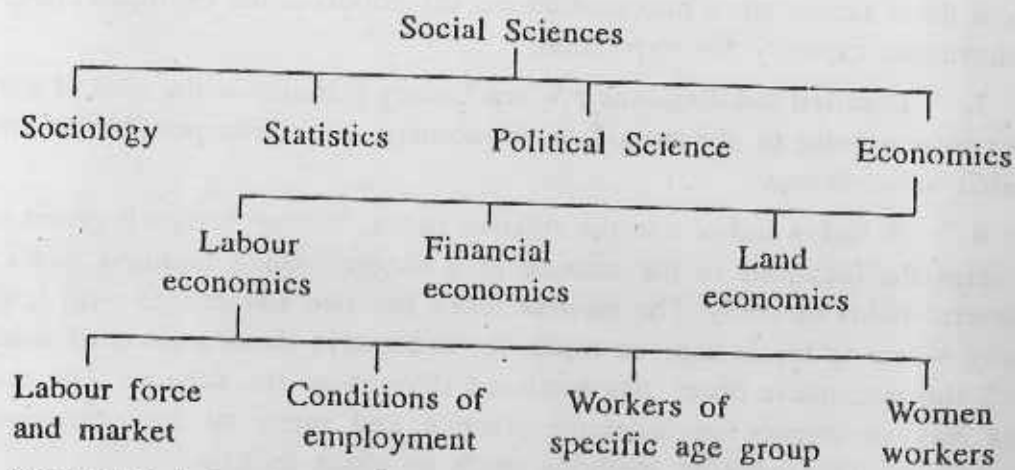 Social Sciences
Sociology Statistics Political Science Economics
Labour economics
Financial economics
Land economics
Labour force and market
Conditions of employment
Workers of specific age group
Women workers